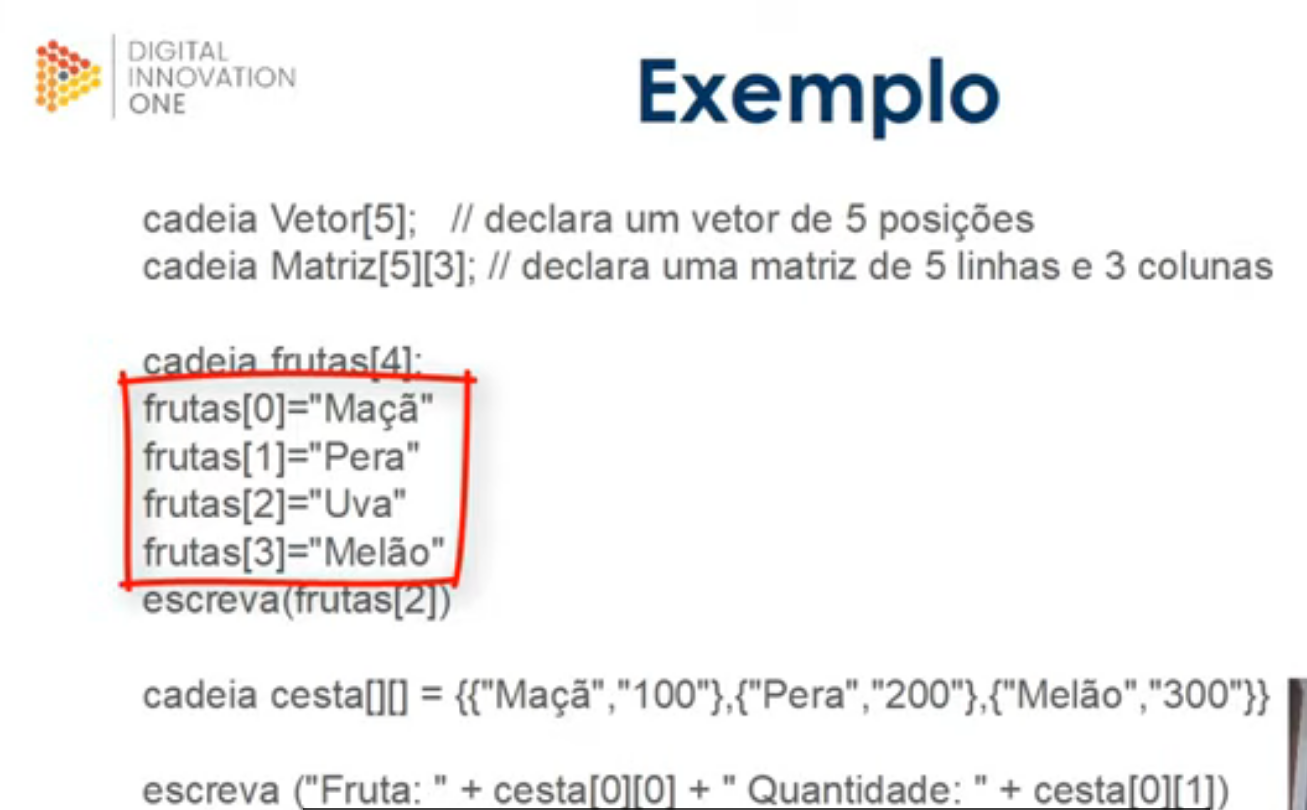 DIGITAL
INNOVATION
ONE
Exemplo
cadeia Vetor[5]; // declara um vetor de 5 posições
cadeia Matriz[5][3]; // declara uma matriz de 5 linhas e 3 colunas
cadeia frutas[4];
frutas[0]="Maçã"
frutas[1]="Pera"
frutas[2]="Uva"
frutas[3]="Melão"
escreva(frutas[2])
cadeia cesta[][] = {{"Maçã","100"},{"Pera","200"},{"Melão","300"}}
escreva ("Fruta: " + cesta[0][0] + " Quantidade: " + cesta[0][1])